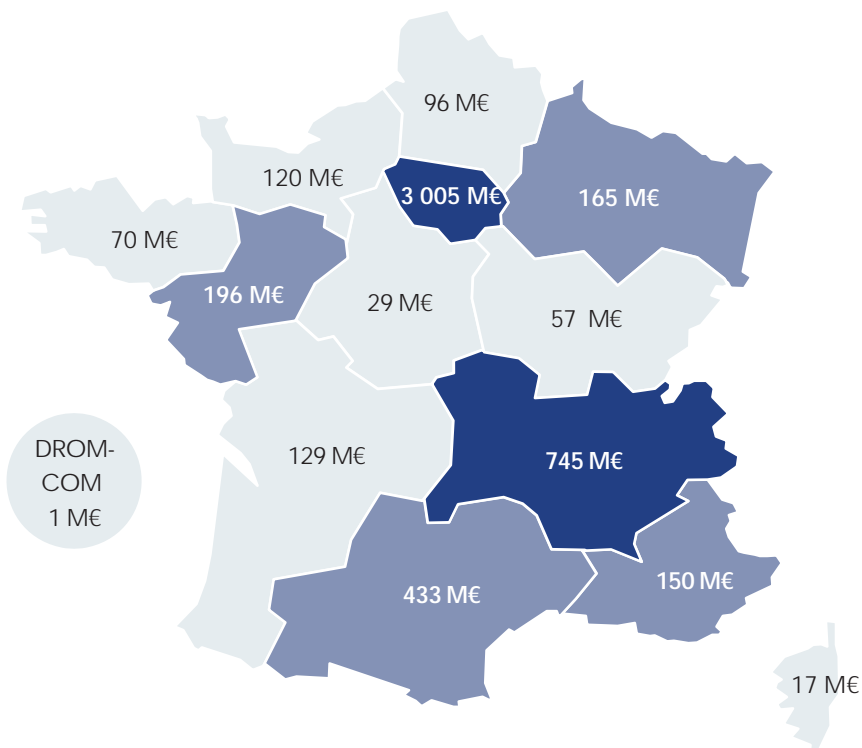 96 M€
120 M€
3 005 M€
165 M€
70 M€
196 M€
29 M€
57 M€
DROM-
COM
1 M€
129 M€
745 M€
433 M€
150 M€
17 M€